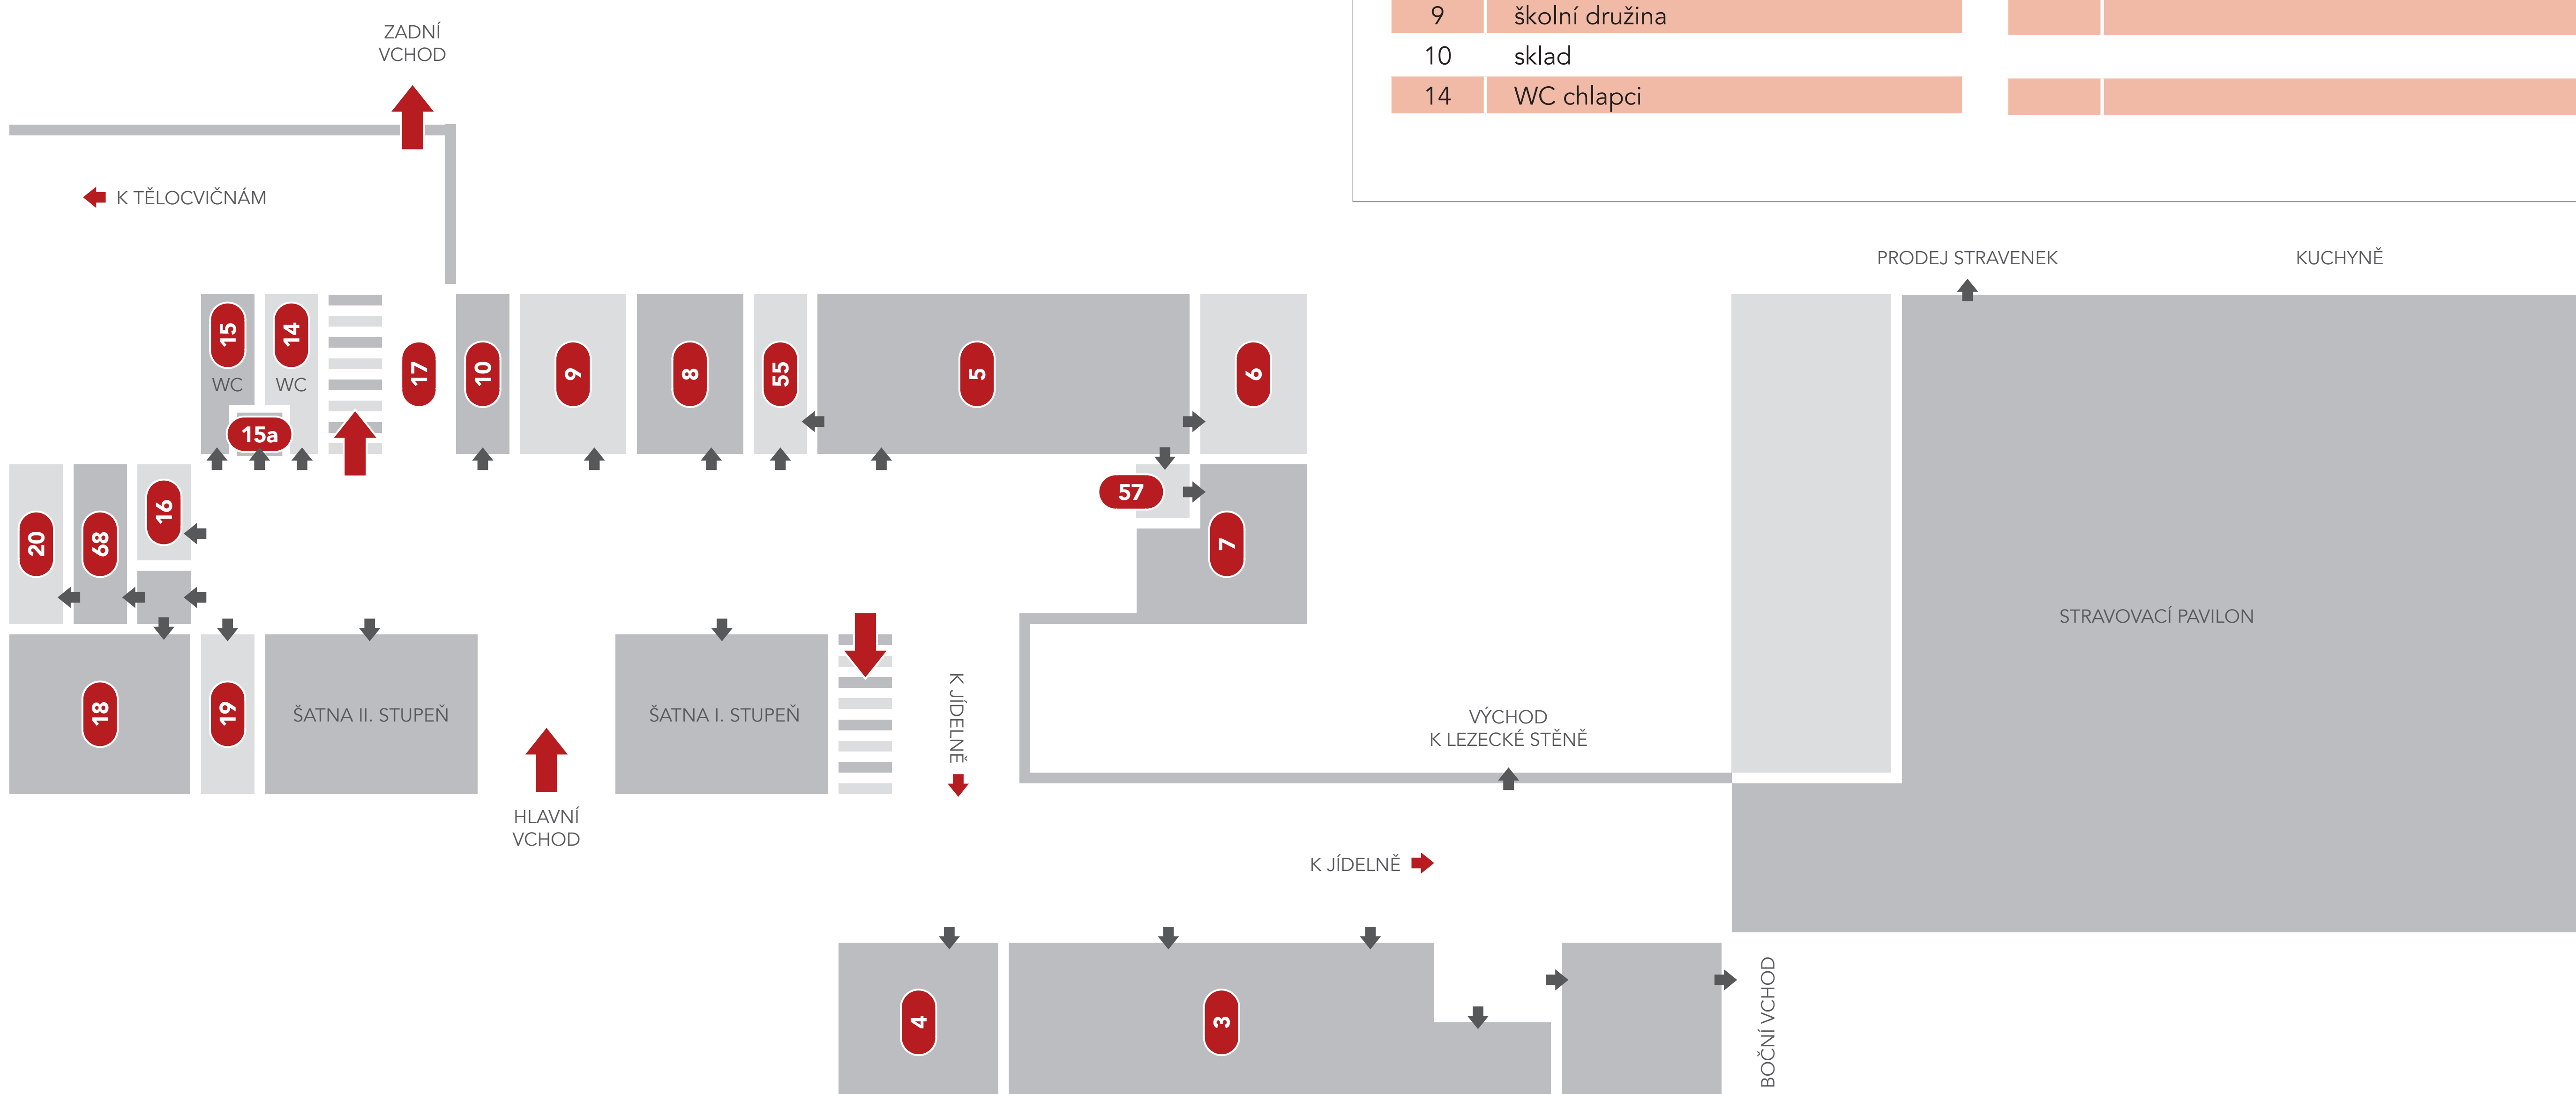 9 školní družina
10 sklad
14 WC chlapci
ZADNÍ
VCHOD
K TĚLOCVIČNÁM
PRODEJ STRAVENEK
KUCHYNĚ
15
WC
14
WC
15a
17
10
9
8
55
5
6
57
7
20
68
16
18
19
ŠATNA II. STUPEŇ
ŠATNA I. STUPEŇ
HLAVNÍ
VCHOD
K JÍDELNĚ
VÝCHOD
K LEZECKÉ STĚNĚ
STRAVOVACÍ PAVILON
K JÍDELNĚ
4
3
BOČNÍ VCHOD